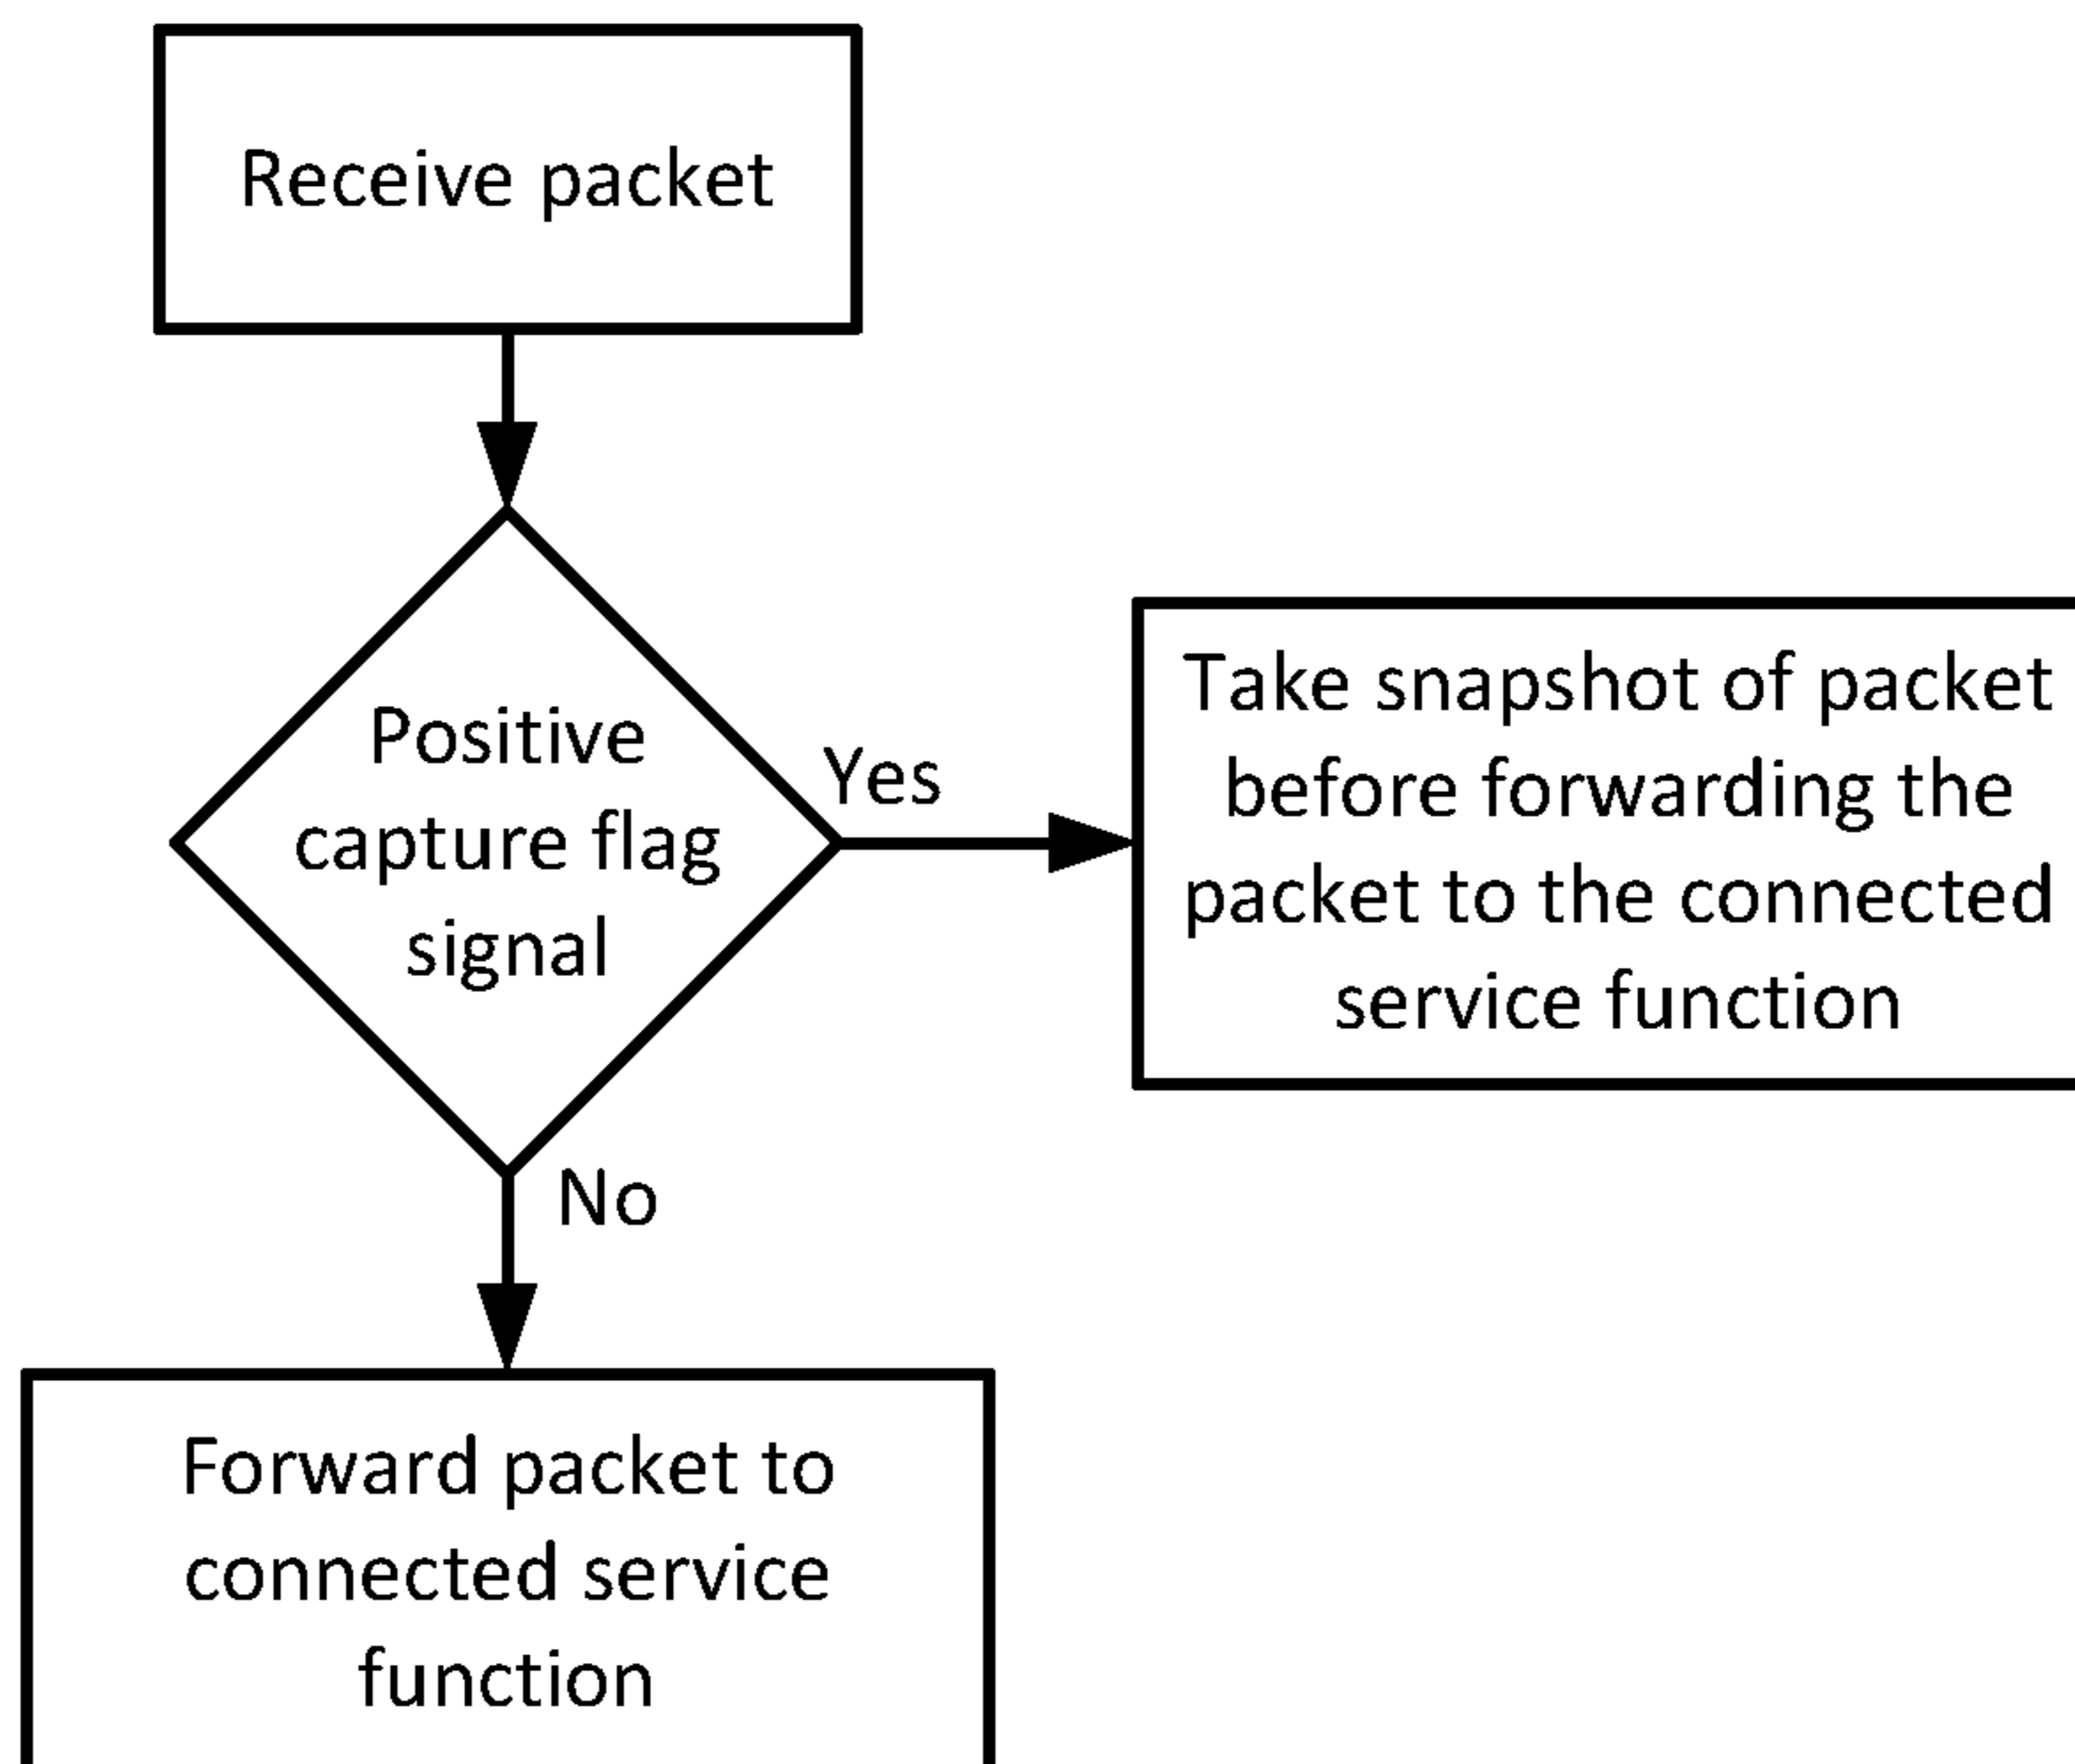 Receive packet
Positive
capture flag
signal
Yes
Take snapshot of packet
before forwarding the
packet to the connected
service function
No
Forward packet to
connected service
function